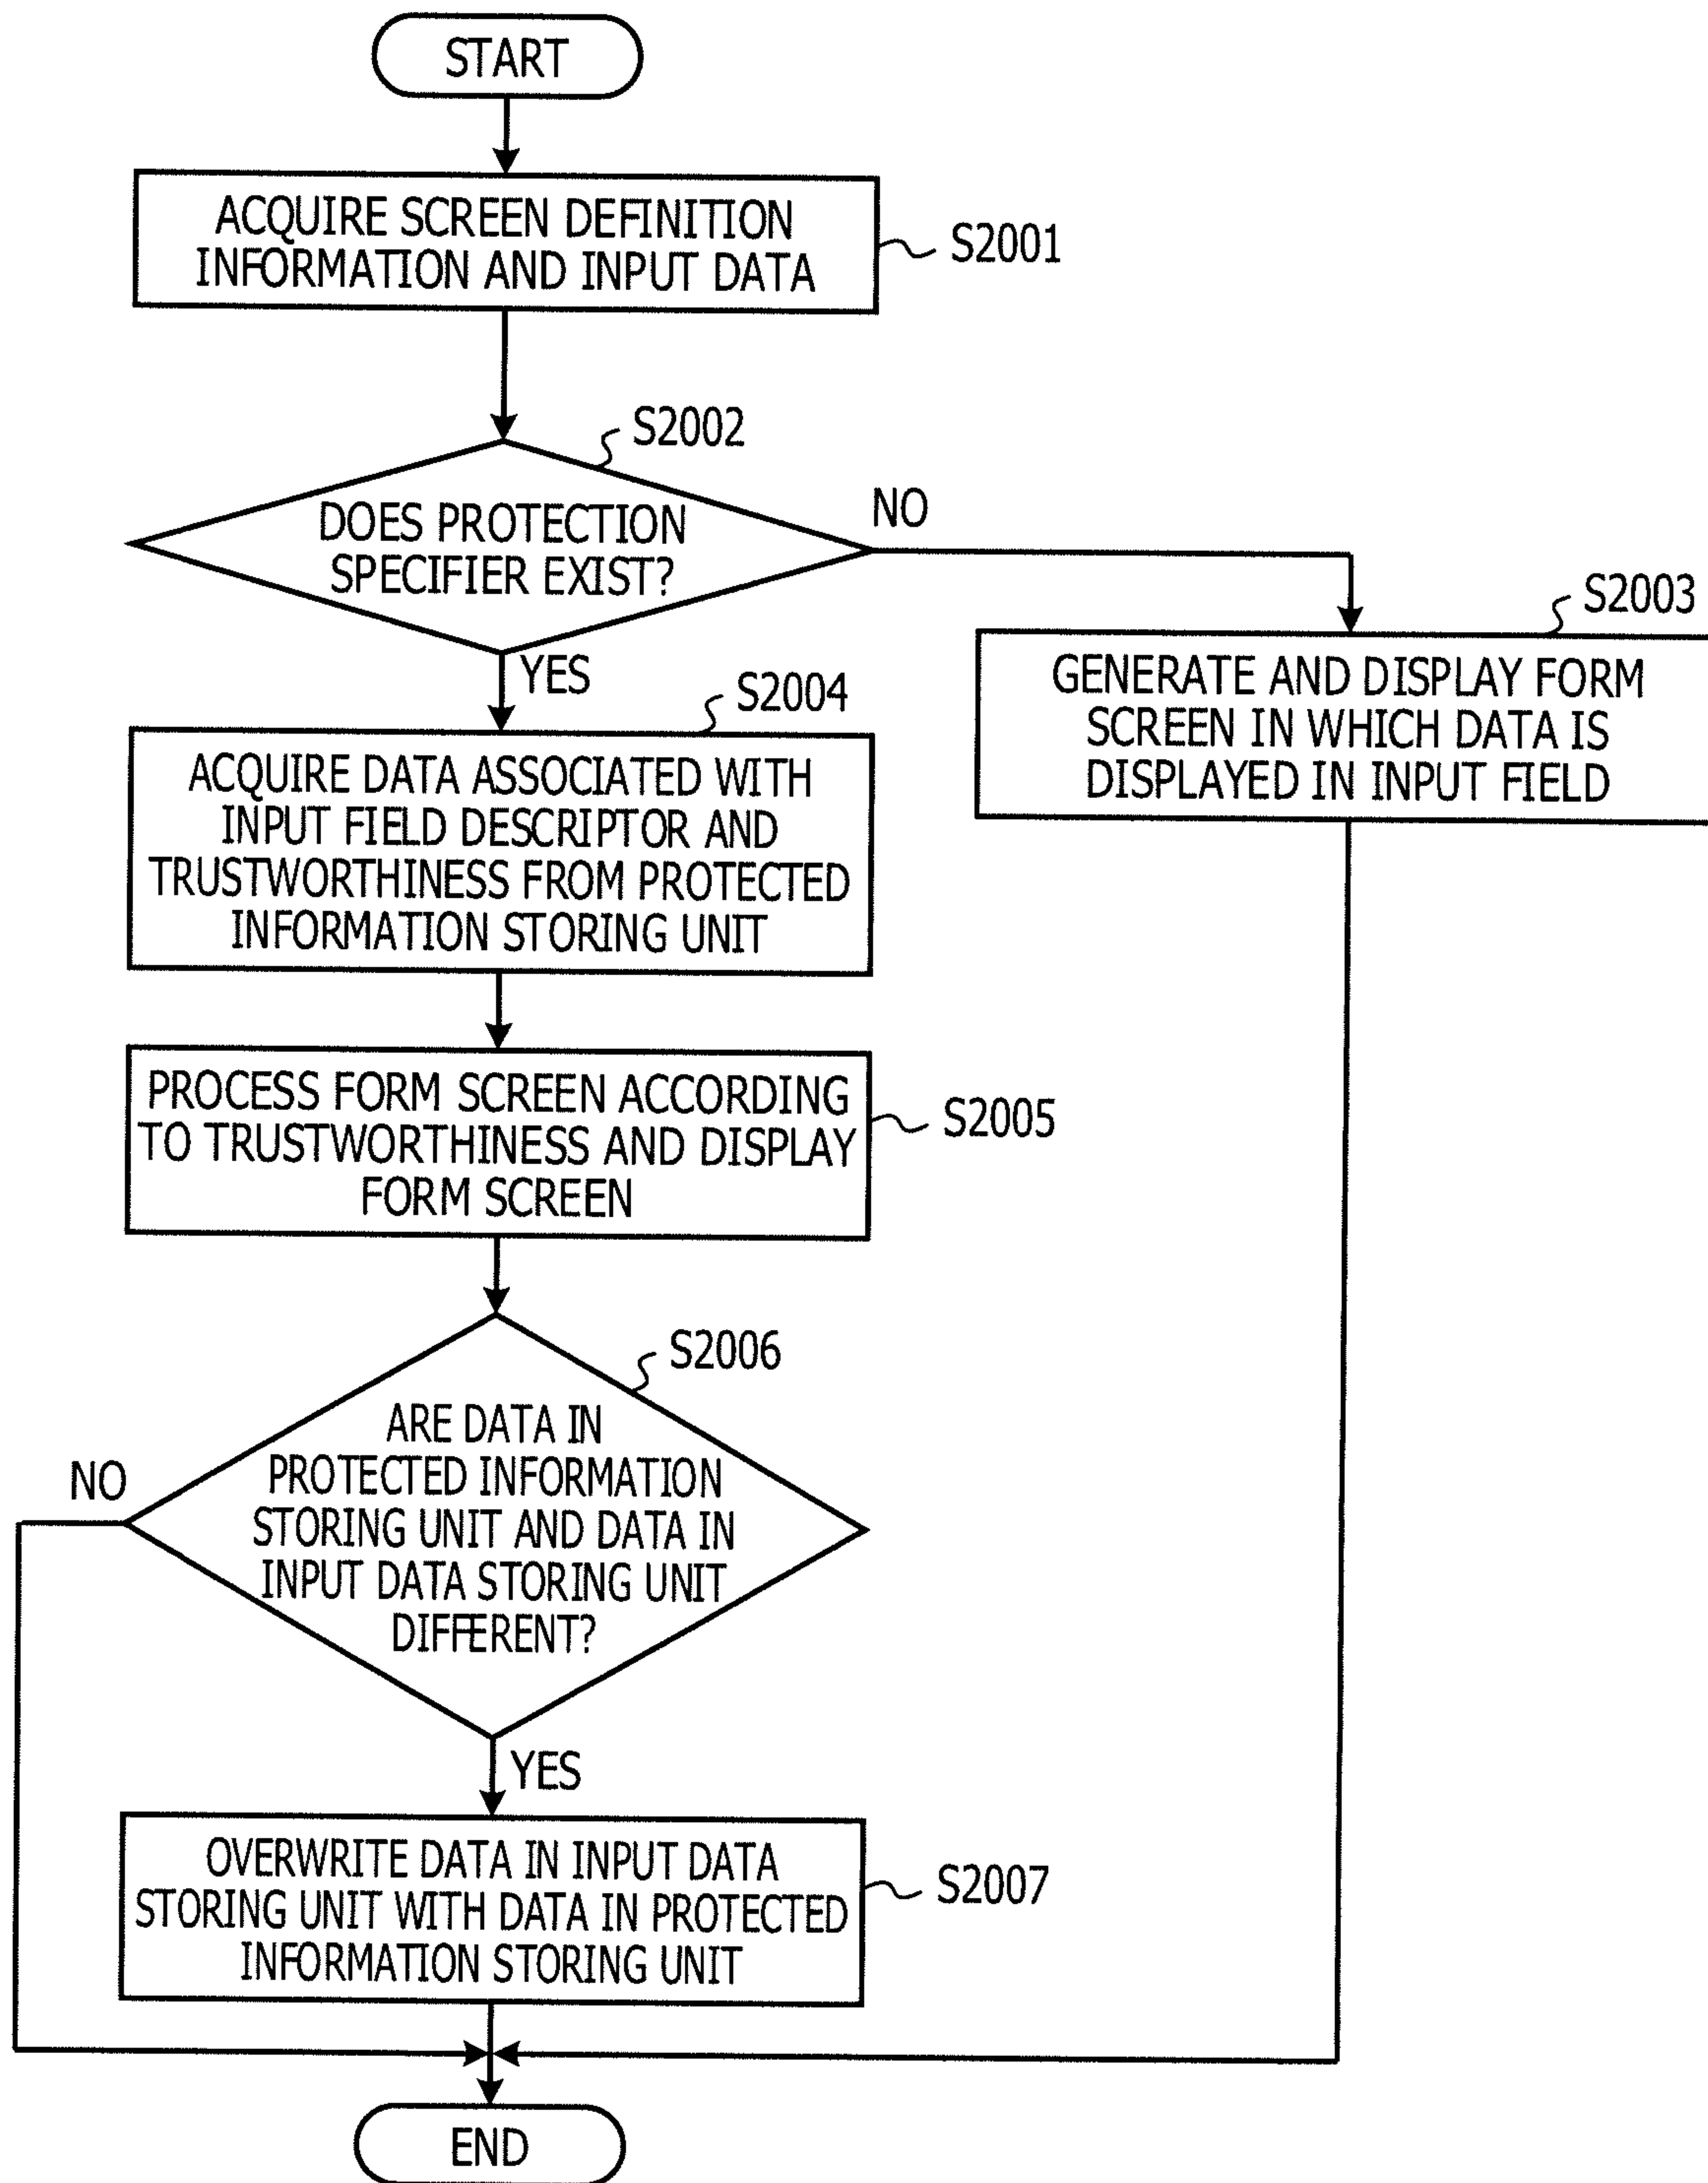 START
ACQUIRE SCREEN DEFINITION
INFORMATION AND INPUT DATA
S2001
S2002
DOES PROTECTION
SPECIFIER EXIST?
NO
YES
S2003
GENERATE AND DISPLAY FORM
SCREEN IN WHICH DATA IS
DISPLAYED IN INPUT FIELD
S2004
ACQUIRE DATA ASSOCIATED WITH
INPUT FIELD DESCRIPTOR AND
TRUSTWORTHINESS FROM PROTECTED
INFORMATION STORING UNIT
PROCESS FORM SCREEN ACCORDING
TO TRUSTWORTHINESS AND DISPLAY
FORM SCREEN
S2005
S2006
ARE DATA IN
PROTECTED INFORMATION
STORING UNIT AND DATA IN
INPUT DATA STORING UNIT
DIFFERENT?
NO
YES
OVERWRITE DATA IN INPUT DATA
STORING UNIT WITH DATA IN PROTECTED
INFORMATION STORING UNIT
S2007
END